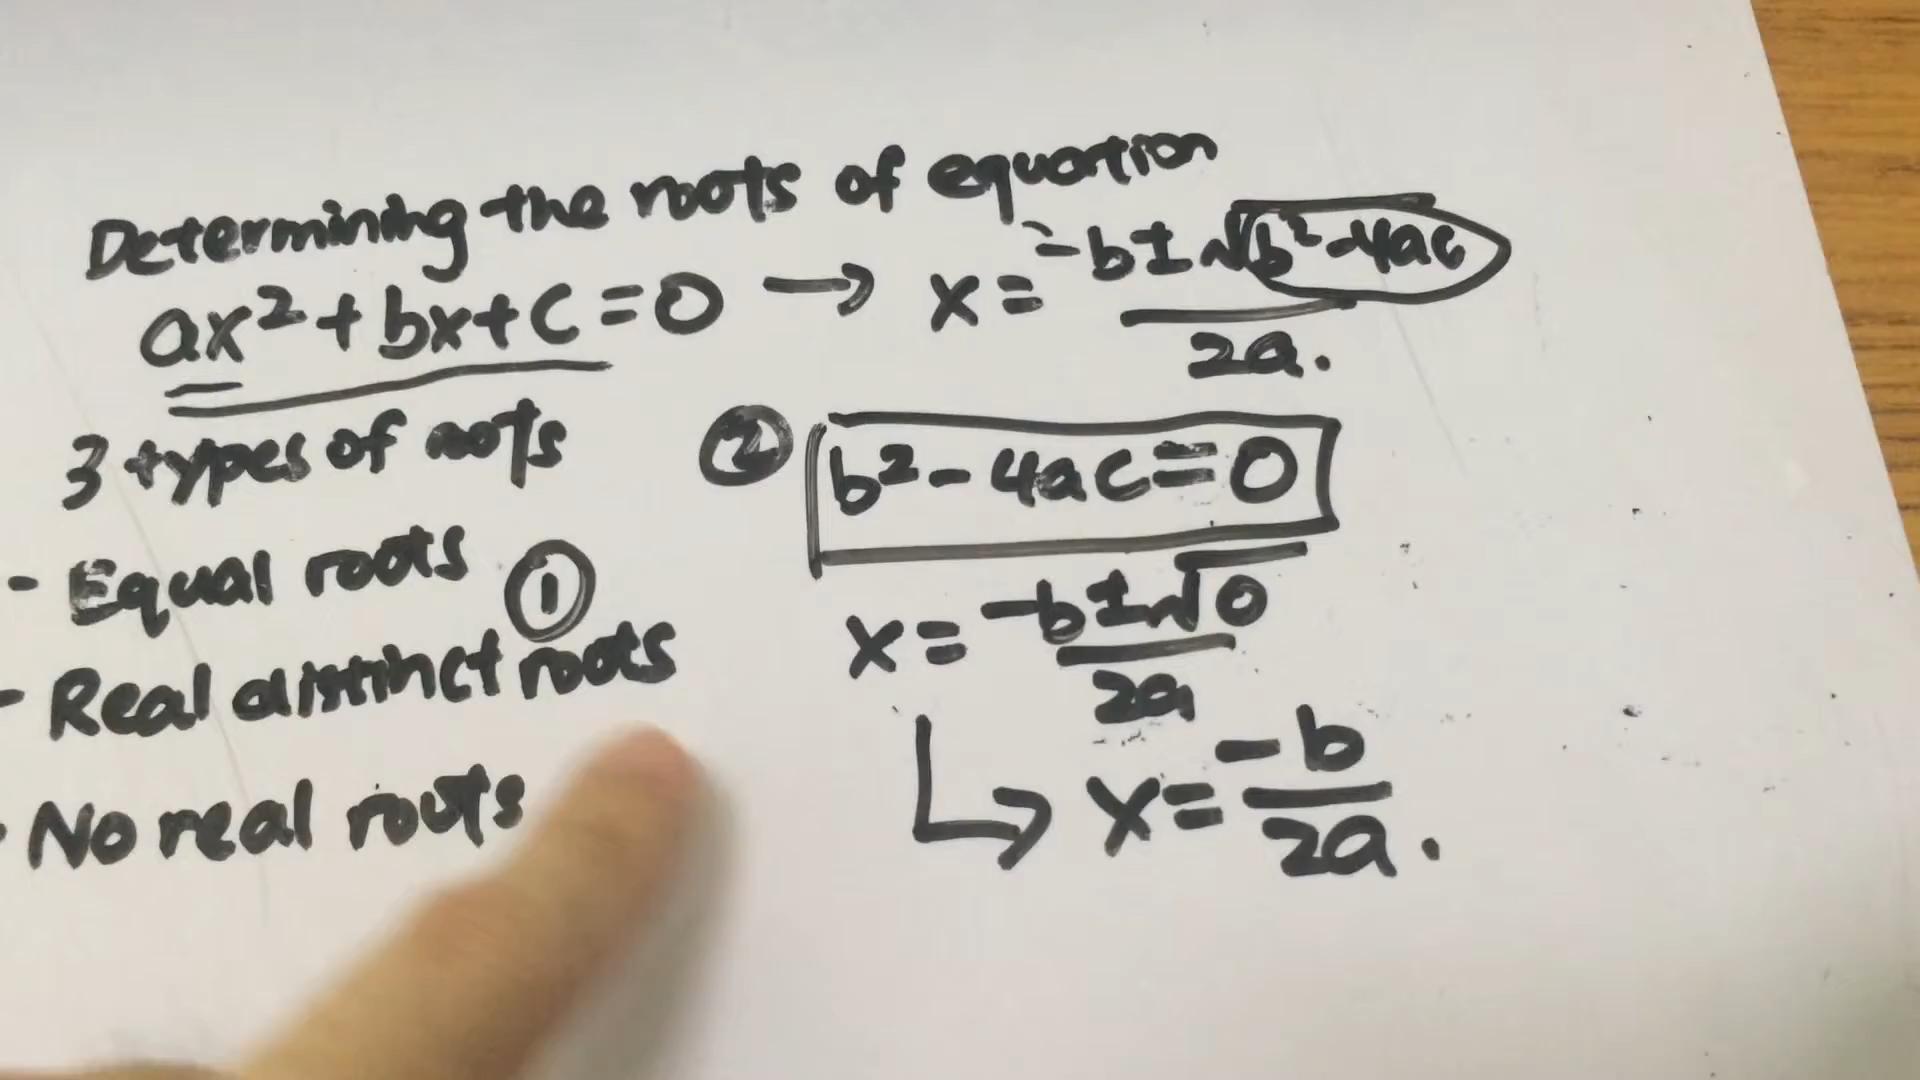 Determining the roots of equation
ax²+bx+c=0 → x = -b±√b²-4ac
2a.
3 types of roots
② b²-4ac=0
- Equal roots ①
x = -b±√0
2a
- Real distinct roots
x = -b
2a.
- No real roots